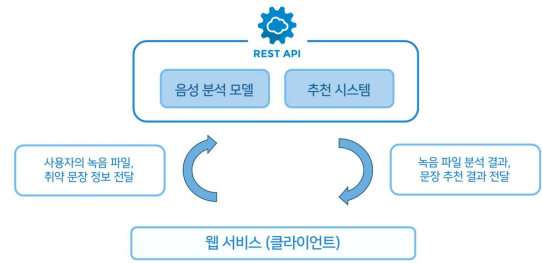 REST API
음성 분석 모델
추천 시스템
사용자의 녹음 파일,
취약 문장 정보 전달
녹음 파일 분석 결과,
문장 추천 결과 전달
웹 서비스 (클라이언트)